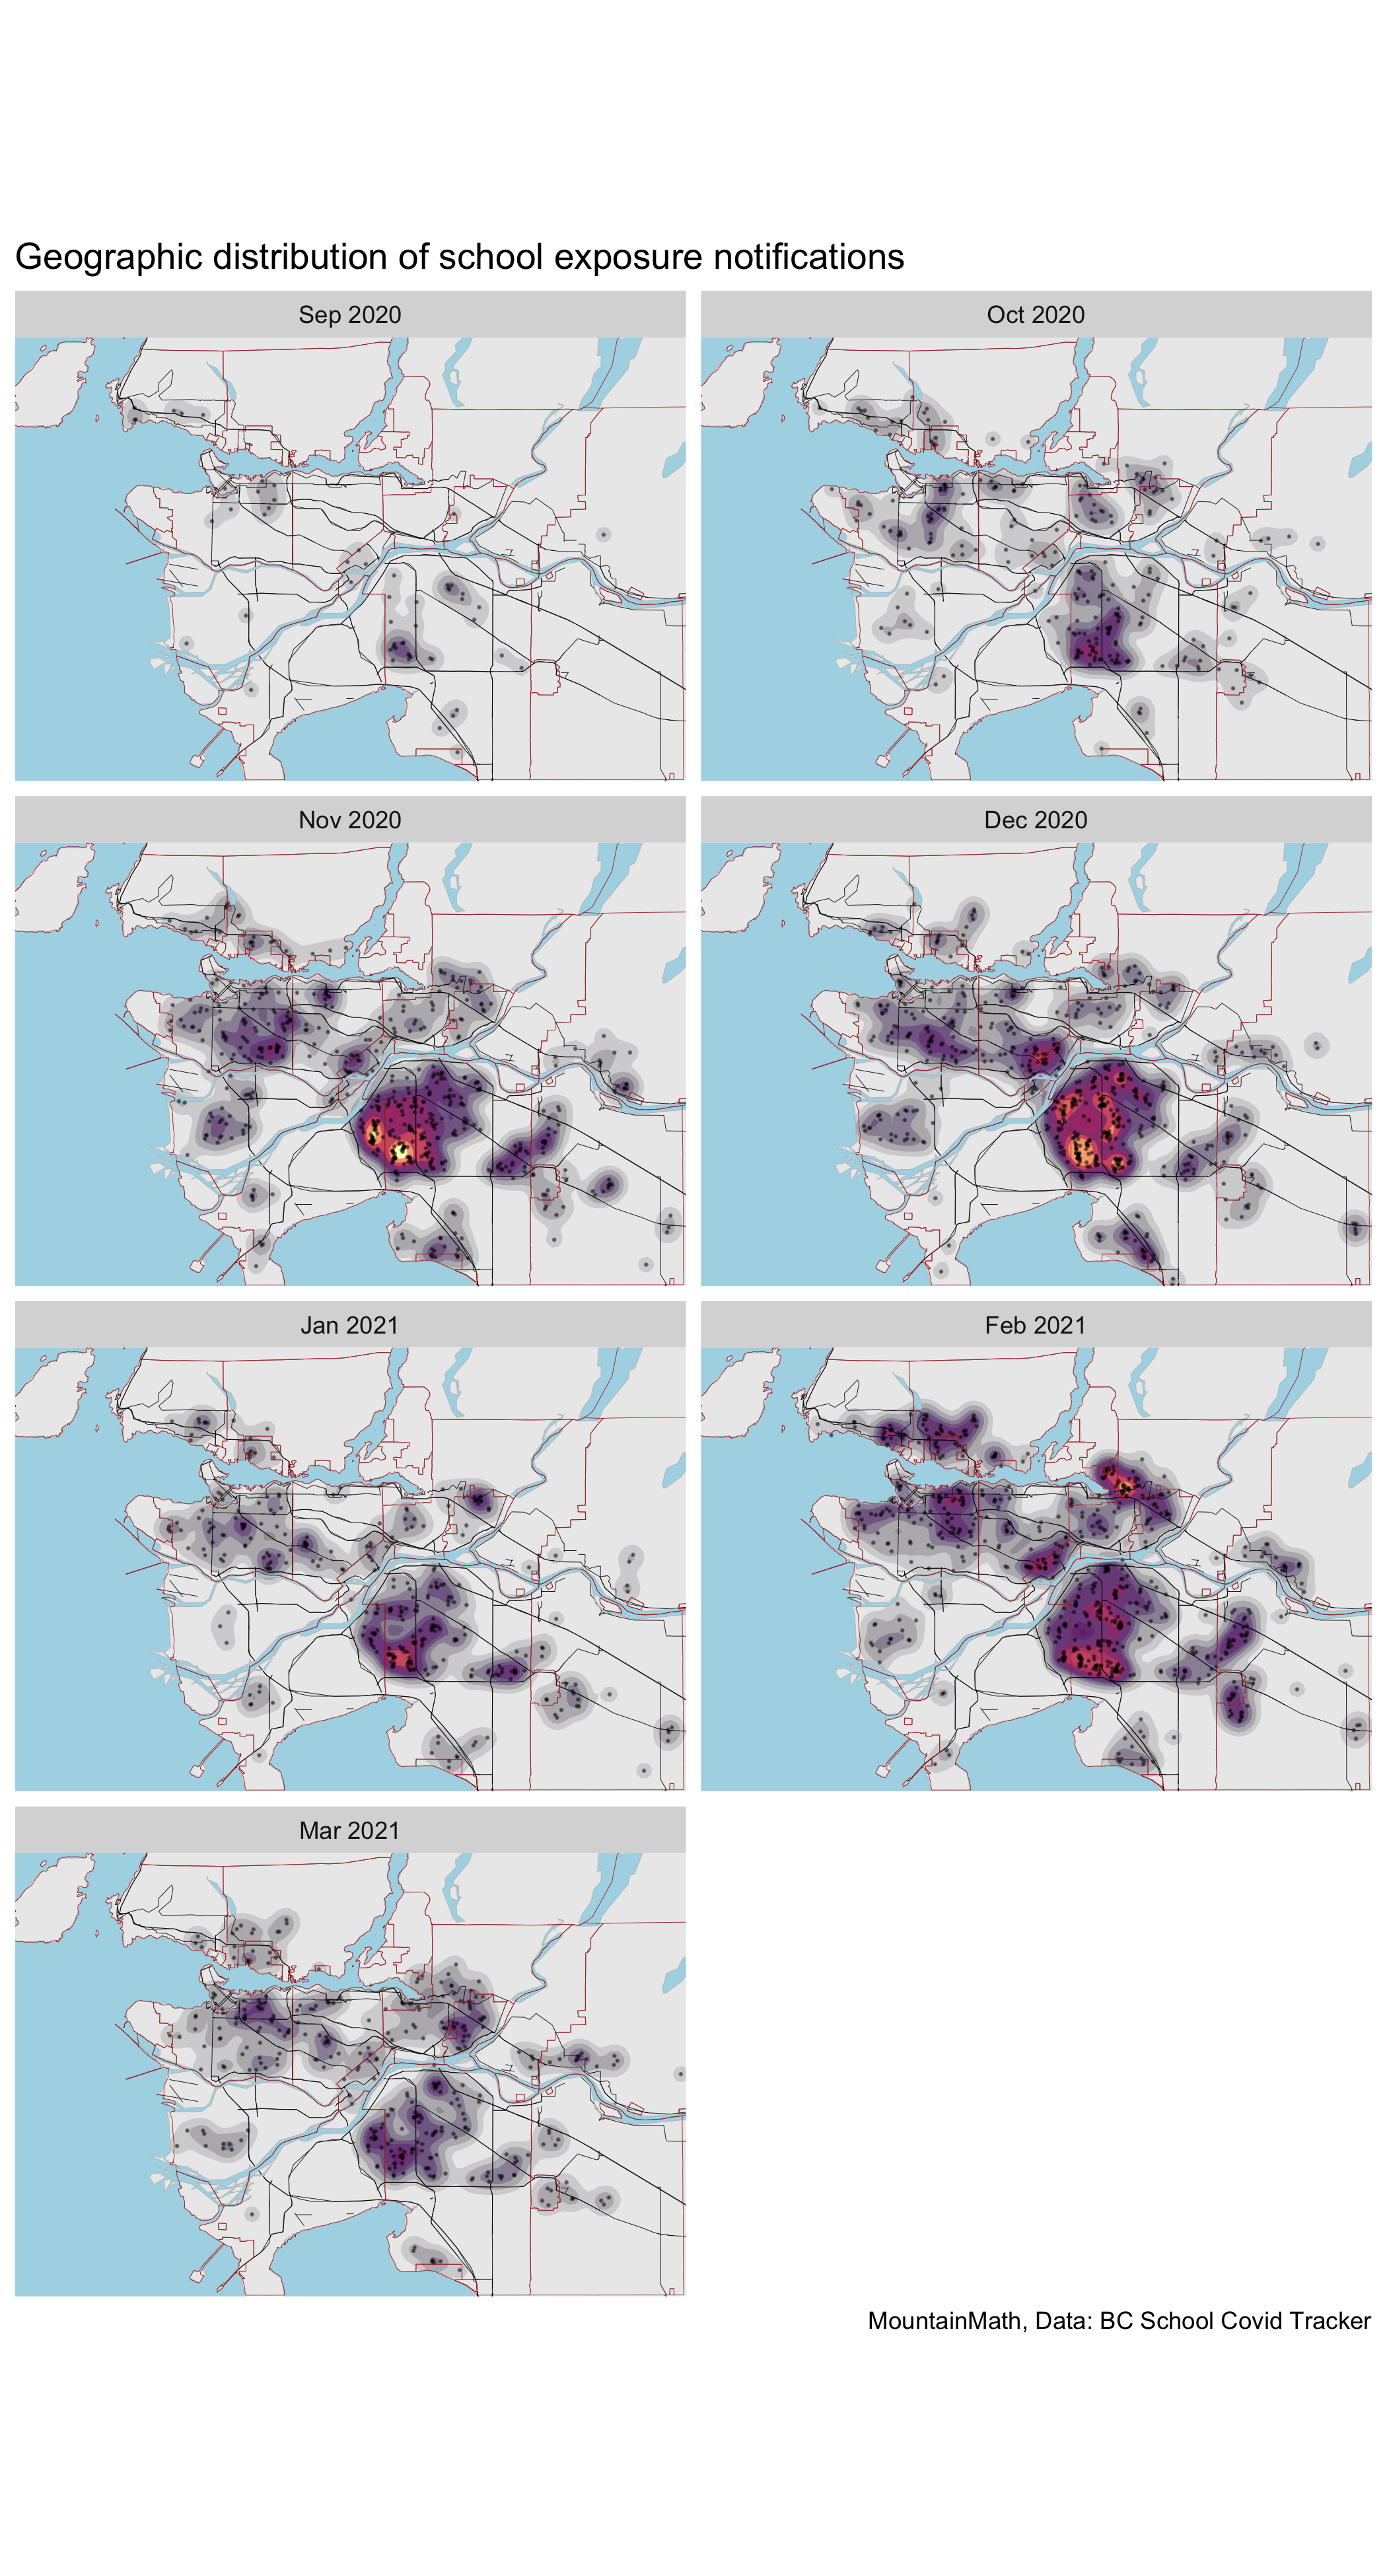 Geographic distribution of school exposure notifications
Sep 2020
Oct 2020
Nov 2020
Dec 2020
Jan 2021
Feb 2021
Mar 2021
MountainMath, Data: BC School Covid Tracker